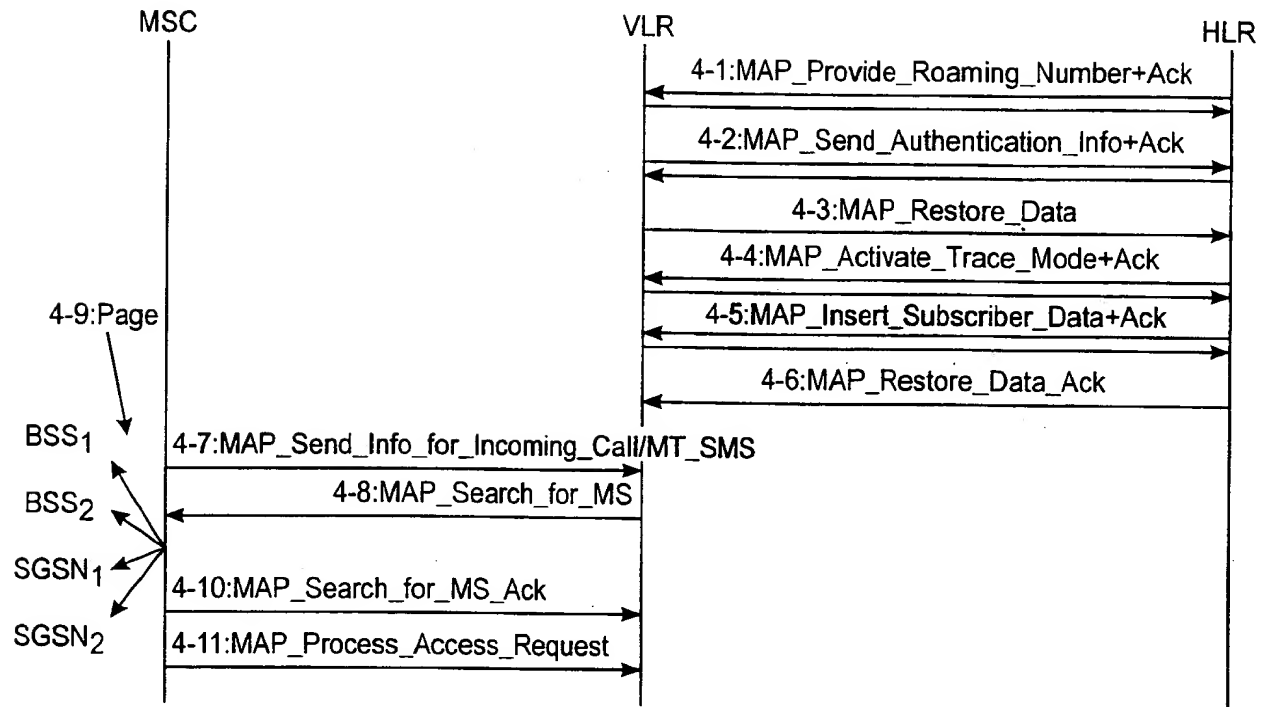 MSC
VLR
HLR
4-1:MAP_Provide_Roaming_Number+Ack
4-2:MAP_Send_Authentication_Info+Ack
4-3:MAP_Restore_Data
4-4:MAP_Activate_Trace_Mode+Ack
4-5:MAP_Insert_Subscriber_Data+Ack
4-6:MAP_Restore_Data_Ack
4-9:Page
BSS1
4-7:MAP_Send_Info_for_Incoming_Call/MT_SMS
BSS2
4-8:MAP_Search_for_MS
SGSN1
4-10:MAP_Search_for_MS_Ack
SGSN2
4-11:MAP_Process_Access_Request